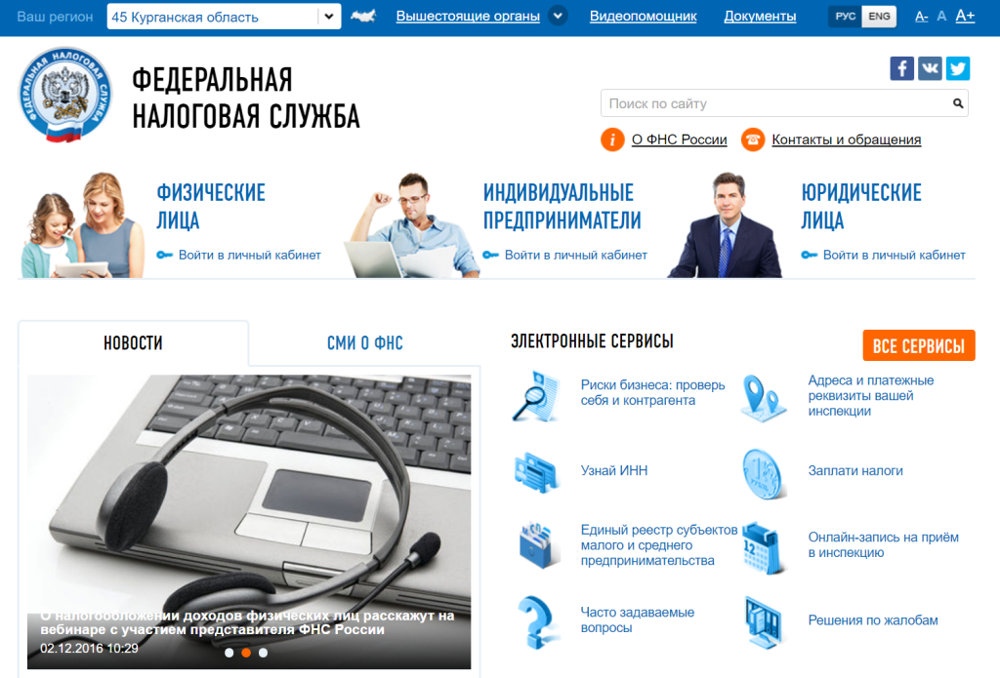 Ваш регион
45 Курганская область
Вышестоящие органы
Видеопомощник
Документы
РУС
ENG
A-
A
A+
ФЕДЕРАЛЬНАЯ НАЛОГОВАЯ СЛУЖБА
ФЕДЕРАЛЬНАЯ
НАЛОГОВАЯ СЛУЖБА
Поиск по сайту
О ФНС России
Контакты и обращения
ФИЗИЧЕСКИЕ
ЛИЦА
Войти в личный кабинет
ИНДИВИДУАЛЬНЫЕ
ПРЕДПРИНИМАТЕЛИ
Войти в личный кабинет
ЮРИДИЧЕСКИЕ
ЛИЦА
Войти в личный кабинет
НОВОСТИ
СМИ О ФНС
О налогообложении доходов физических лиц расскажут на
вебинаре с участием представителя ФНС России
02.12.2016 10:29
ЭЛЕКТРОННЫЕ СЕРВИСЫ
ВСЕ СЕРВИСЫ
Риски бизнеса: проверь
себя и контрагента
Адреса и платежные
реквизиты вашей
инспекции
Узнай ИНН
Заплати налоги
Единый реестр субъектов
малого и среднего
предпринимательства
12
Онлайн-запись на приём
в инспекцию
Часто задаваемые
вопросы
Решения по жалобам